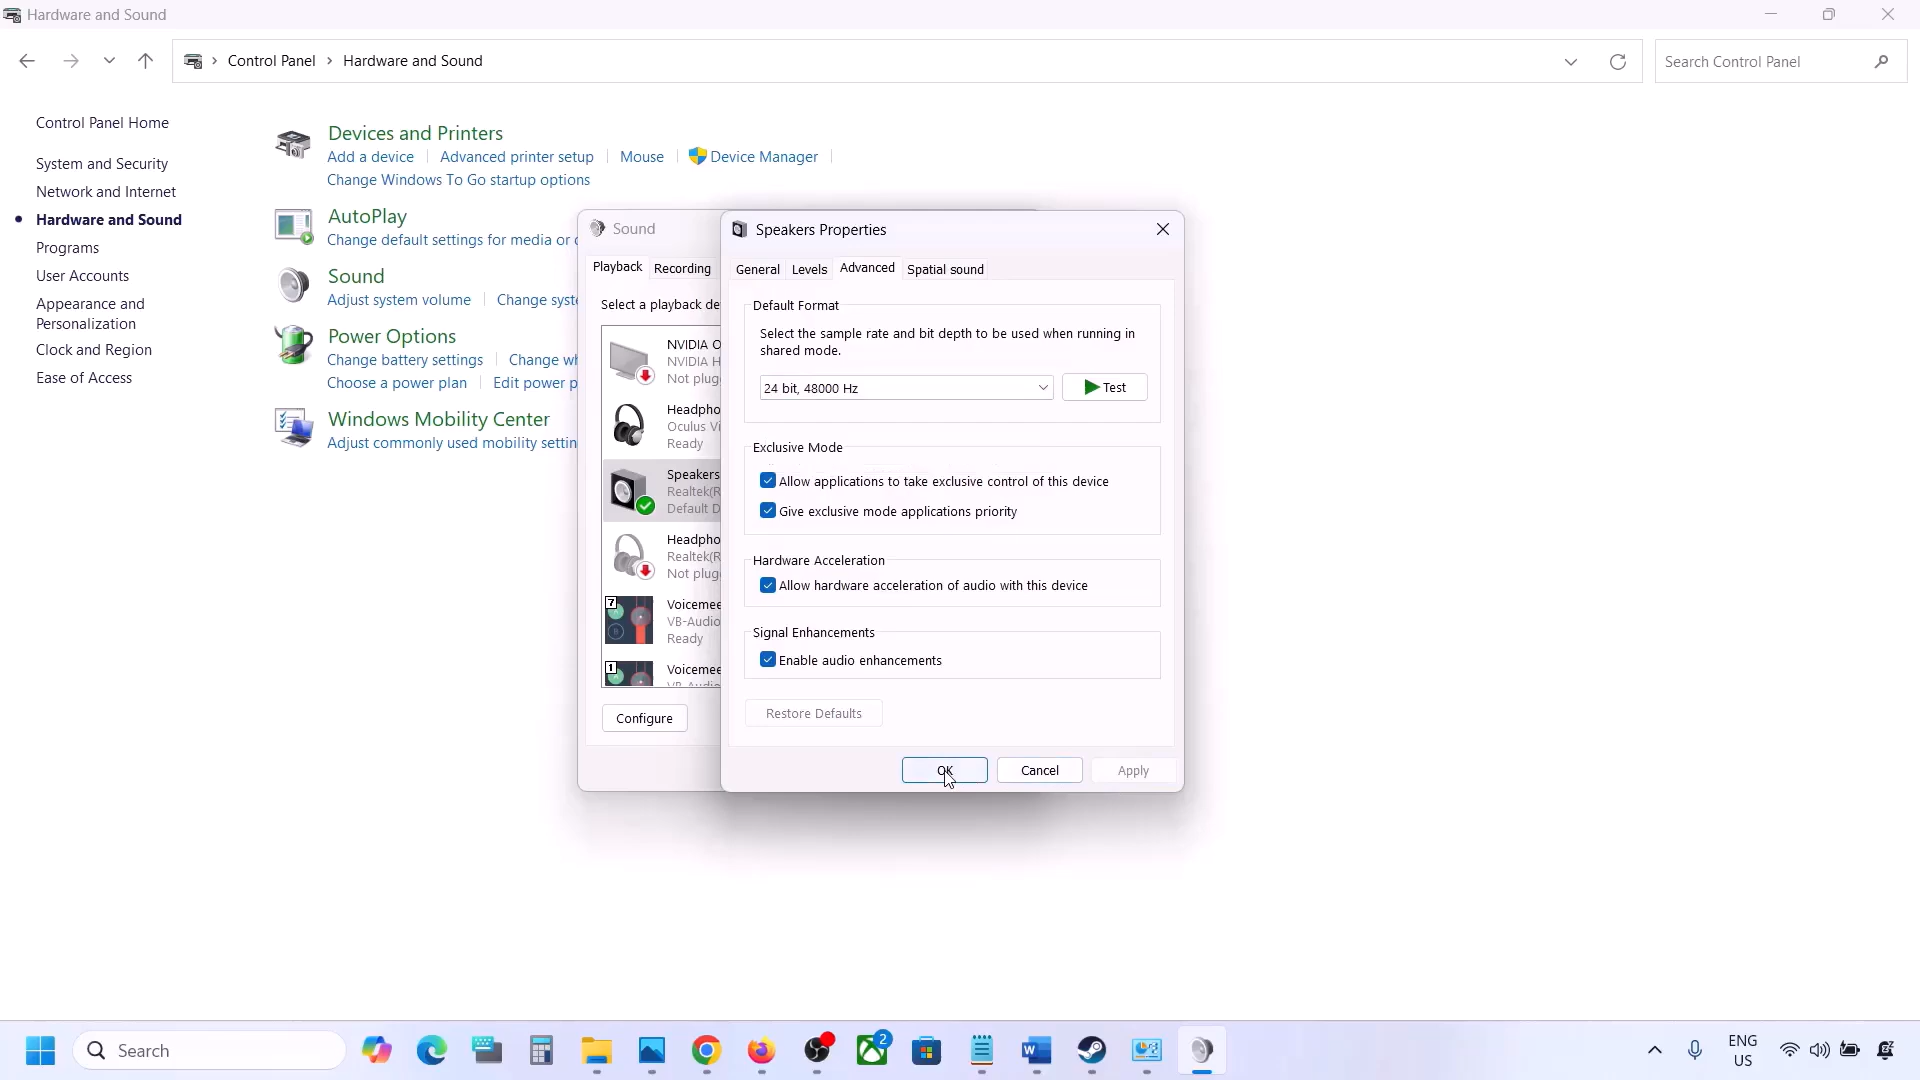 Hardware and Sound
Control Panel > Hardware and Sound
Search Control Panel
Control Panel Home
System and Security
Network and Internet
Hardware and Sound
Programs
User Accounts
Appearance and
Personalization
Clock and Region
Ease of Access
Devices and Printers
Add a device
Advanced printer setup
Mouse
Device Manager
Change Windows To Go startup options
AutoPlay
Change default settings for media or
Sound
Adjust system volume
Change syst
Power Options
Change battery settings
Change wh
Choose a power plan
Edit power p
Windows Mobility Center
Adjust commonly used mobility settin
Sound
Playback
Recording
Select a playback de
NVIDIA O
NVIDIA H
Not plug
Headpho
Oculus Vi
Ready
Speakers
Realtek(R
Default D
Headpho
Realtek(R
Not plug
7
Voicemee
VB-Audio
Ready
1
Voicemee
VB-Audio
Configure
Speakers Properties
General
Levels
Advanced
Spatial sound
Default Format
Select the sample rate and bit depth to be used when running in
shared mode.
24 bit, 48000 Hz
Test
Exclusive Mode
Allow applications to take exclusive control of this device
Give exclusive mode applications priority
Hardware Acceleration
Allow hardware acceleration of audio with this device
Signal Enhancements
Enable audio enhancements
Restore Defaults
OK
Cancel
Apply
Search
2
ENG
US